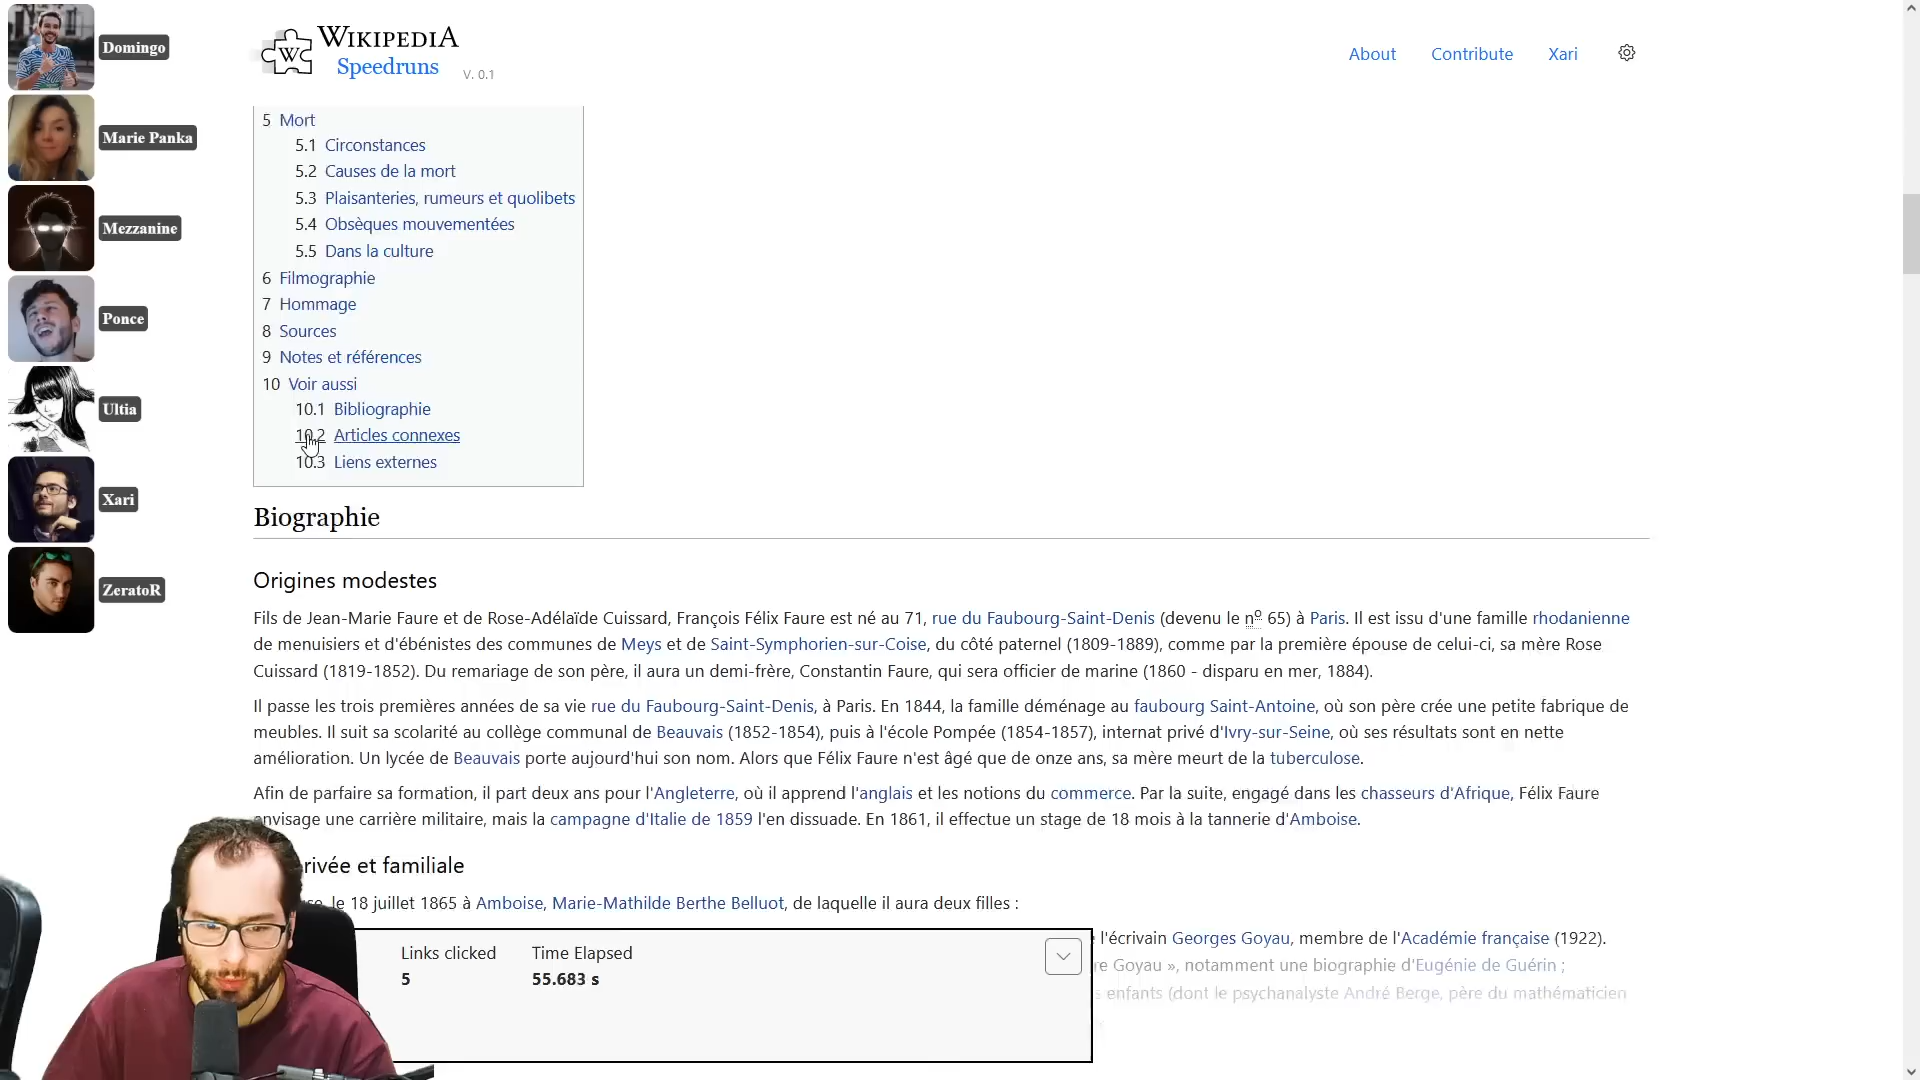 Domingo
Marie Panka
Mezzanine
Ponce
Ultia
Xari
ZeratoR
W
WIKIPEDIA
Speedruns
V. 0.1
About
Contribute
Xari
5 Mort
5.1 Circonstances
5.2 Causes de la mort
5.3 Plaisanteries, rumeurs et quolibets
5.4 Obsèques mouvementées
5.5 Dans la culture
6 Filmographie
7 Hommage
8 Sources
9 Notes et références
10 Voir aussi
10.1 Bibliographie
10.2 Articles connexes
10.3 Liens externes
Biographie
Origines modestes
Fils de Jean-Marie Faure et de Rose-Adélaïde Cuissard, François Félix Faure est né au 71, rue du Faubourg-Saint-Denis (devenu le nº 65) à Paris. Il est issu d'une famille rhodanienne
de menuisiers et d'ébénistes des communes de Meys et de Saint-Symphorien-sur-Coise, du côté paternel (1809-1889), comme par la première épouse de celui-ci, sa mère Rose
Cuissard (1819-1852). Du remariage de son père, il aura un demi-frère, Constantin Faure, qui sera officier de marine (1860 - disparu en mer, 1884).
Il passe les trois premières années de sa vie rue du Faubourg-Saint-Denis, à Paris. En 1844, la famille déménage au faubourg Saint-Antoine, où son père crée une petite fabrique de
meubles. Il suit sa scolarité au collège communal de Beauvais (1852-1854), puis à l'école Pompée (1854-1857), internat privé d'Ivry-sur-Seine, où ses résultats sont en nette
amélioration. Un lycée de Beauvais porte aujourd'hui son nom. Alors que Félix Faure n'est âgé que de onze ans, sa mère meurt de la tuberculose.
Afin de parfaire sa formation, il part deux ans pour l'Angleterre, où il apprend l'anglais et les notions du commerce. Par la suite, engagé dans les chasseurs d'Afrique, Félix Faure
envisage une carrière militaire, mais la campagne d'Italie de 1859 l'en dissuade. En 1861, il effectue un stage de 18 mois à la tannerie d'Amboise.
rivée et familiale
le 18 juillet 1865 à Amboise, Marie-Mathilde Berthe Belluot, de laquelle il aura deux filles :
l'écrivain Georges Goyau, membre de l'Académie française (1922).
re Goyau », notamment une biographie d'Eugénie de Guérin ;
enfants (dont le psychanalyste André Berge, père du mathématicien
Links clicked
Time Elapsed
5
55.683 s